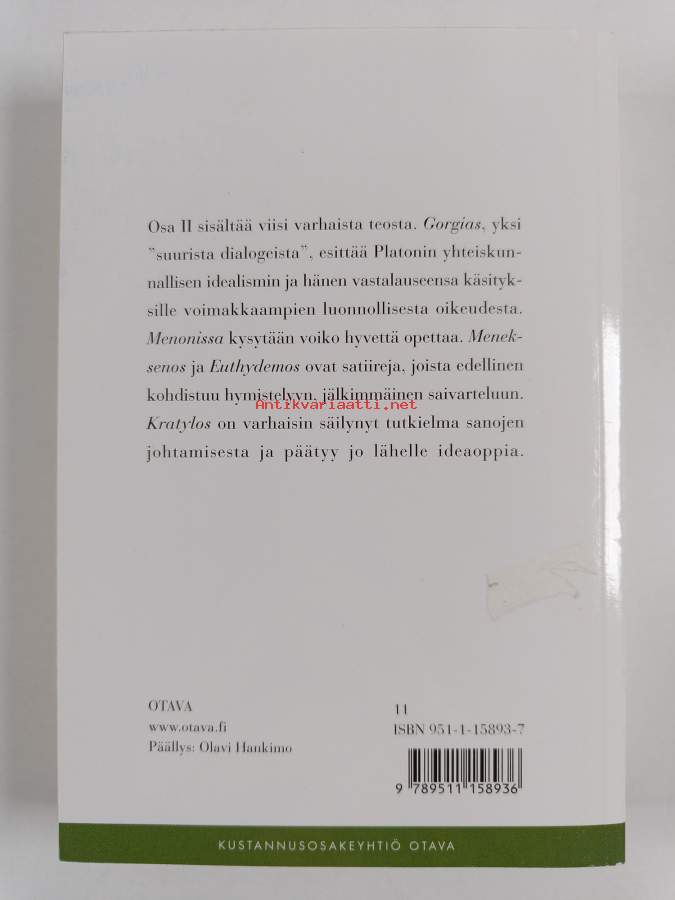 Osa II sisältää viisi varhaista teosta. Gorgias, yksi
”suurista dialogeista”, esittää Platonin yhteiskun-
nallisen idealismin ja hänen vastalauseensa käsityk-
sille voimakkaampien luonnollisesta oikeudesta.
Menonissa kysytään voiko hyvettä opettaa. Menek-
senos ja Euthydemos ovat satiireja, joista edellinen
kohdistuu hymistelyyn, jälkimmäinen saivarteluun.
Antikvariaatti.net
Kratylos on varhaisin säilynyt tutkielma sanojen
johtamisesta ja päätyy jo lähelle ideaoppia.
OTAVA
www.otava.fi
Päällys: Olavi Hankimo
11
ISBN 951-1-15893-7
9 789511 158936
KUSTANNUSOSAKEYHTIÖ OTAVA